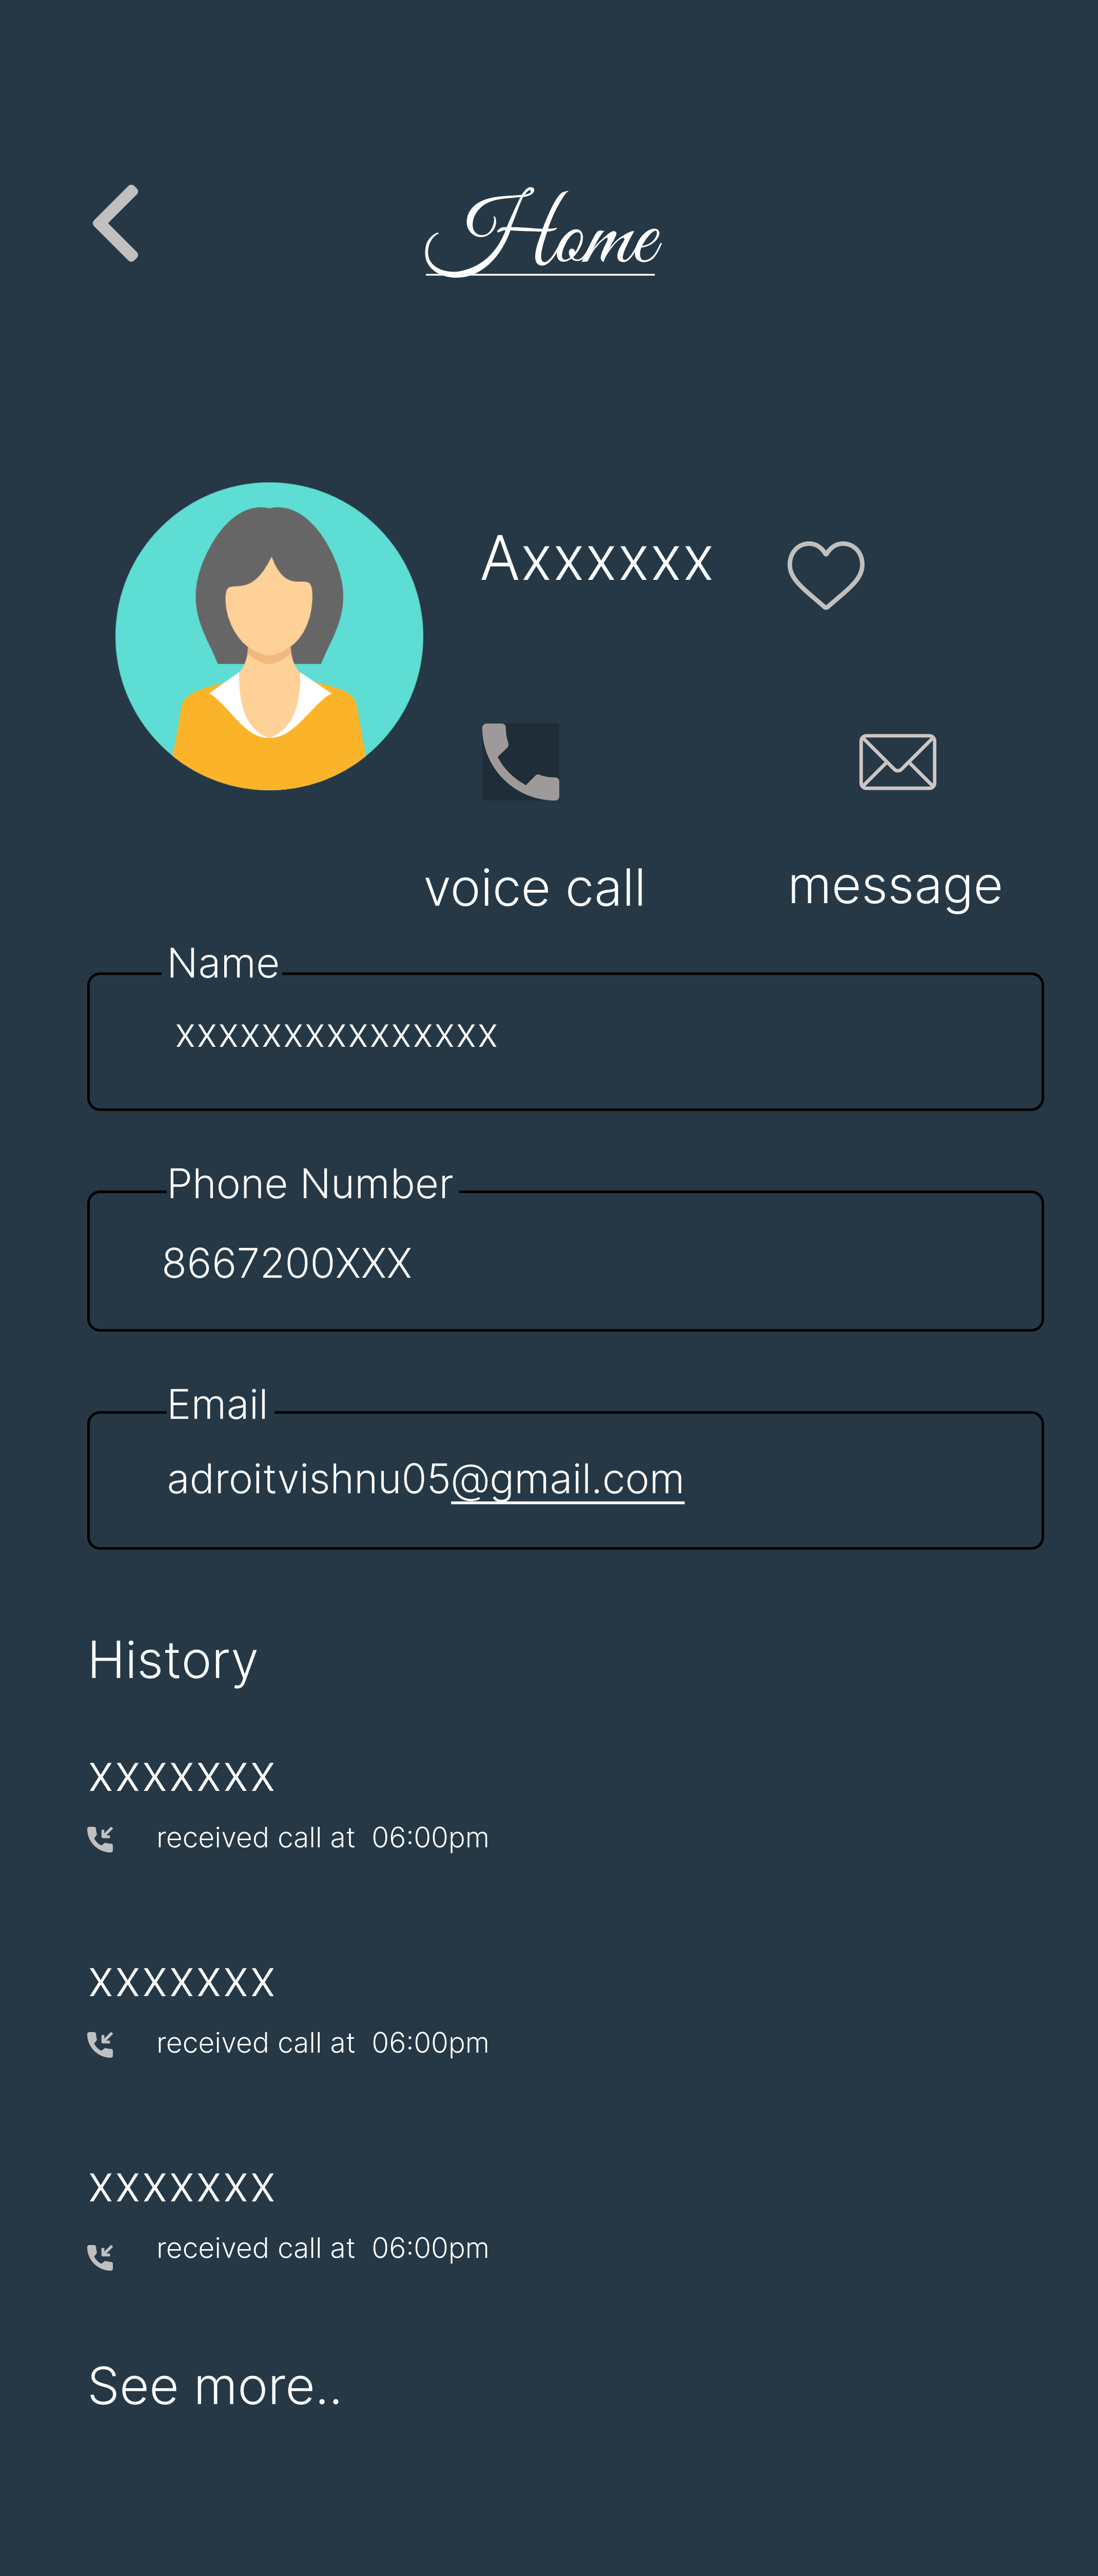 Home
Axxxxxx
voice call
message
Name
xxxxxxxxxxxxxxx
Phone Number
8667200XXX
Email
adroitvishnu05@gmail.com
History
xxxxxxx
received call at 06:00pm
xxxxxxx
received call at 06:00pm
xxxxxxx
received call at 06:00pm
See more..